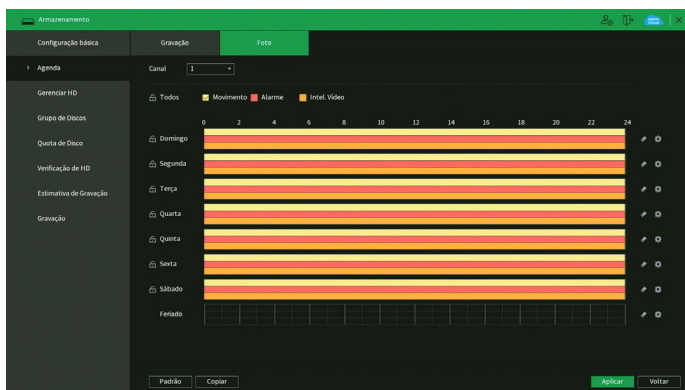 Armazenamento
Configuração básica
Gravação
Foto
Agenda
Canal
1
Gerenciar HD
Todos
Movimento
Alarme
Intel. Vídeo
Grupo de Discos
0 2 4 6 8 10 12 14 16 18 20 22 24
Domingo
Quota de Disco
Segunda
Verificação de HD
Terça
Estimativa de Gravação
Quarta
Gravação
Quinta
Sexta
Sábado
Feriado
Padrão
Copiar
Aplicar
Voltar